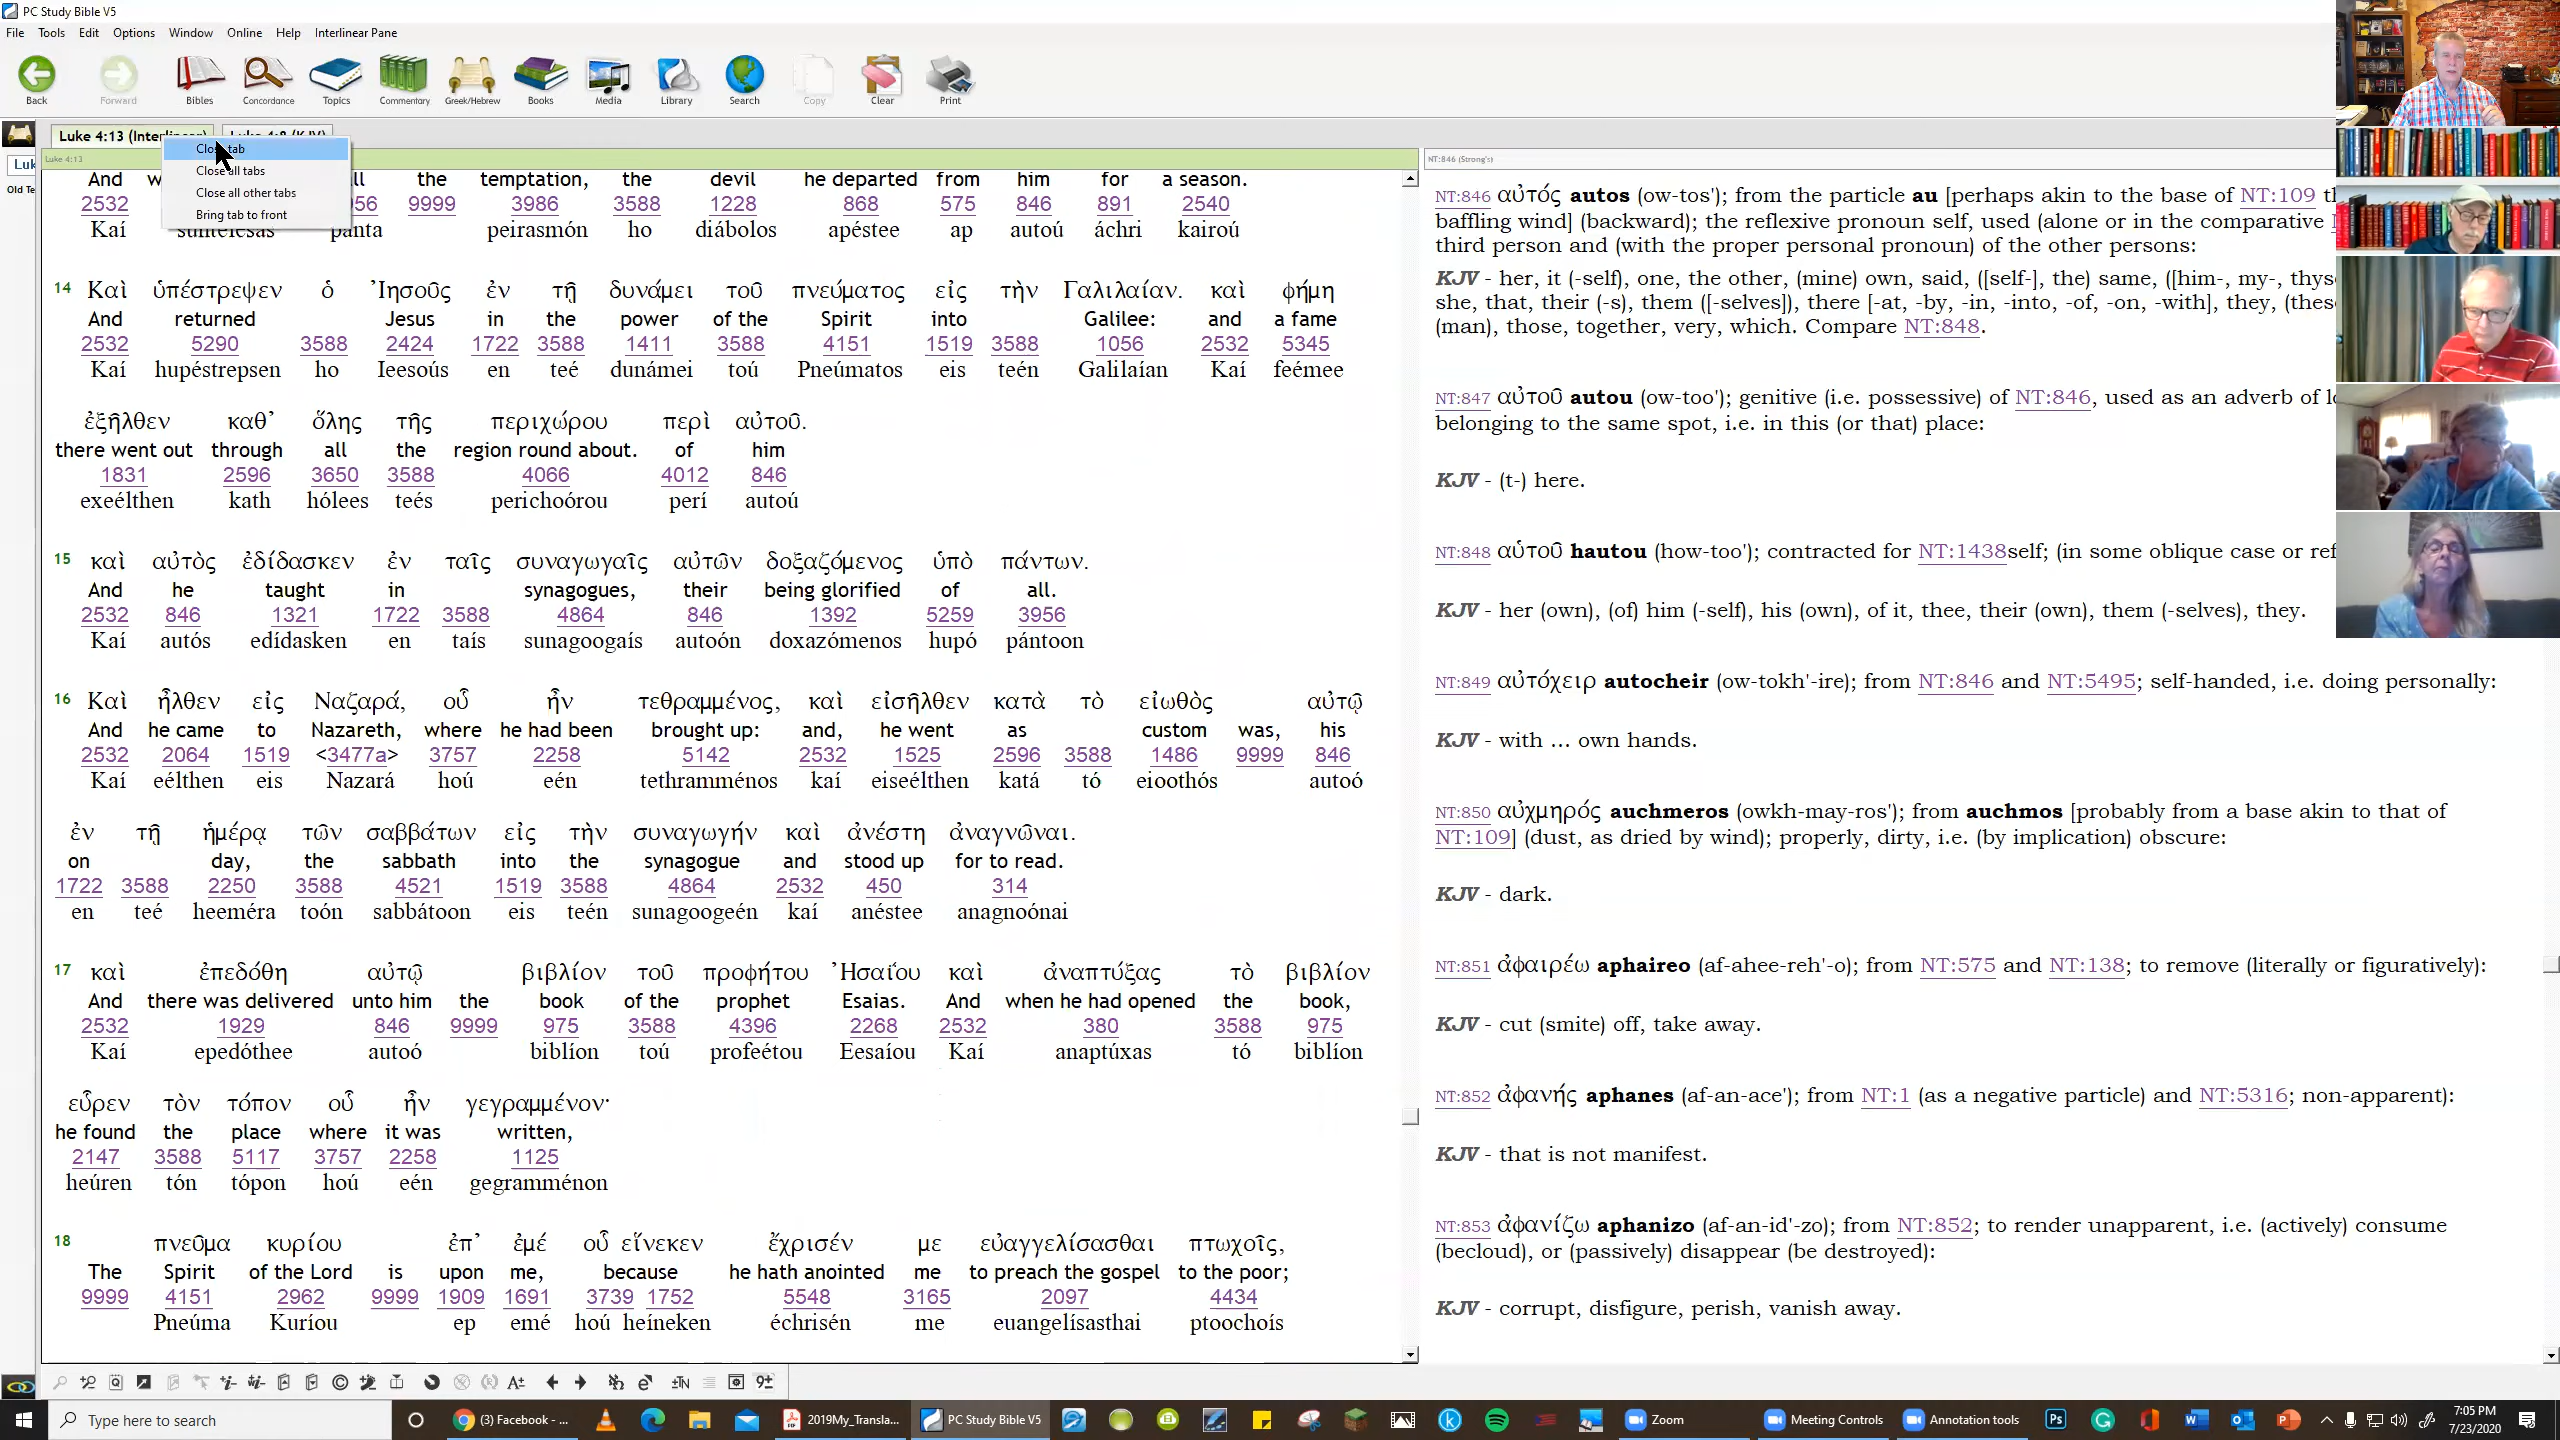 PC Study Bible V5
File Tools Edit Options Window Online Help Interlinear Pane
Back Forward Bibles Concordance Topics Commentary Greek/Hebrew Books Media Library Search Copy Clear Print
Luke 4:13 (Interlinear) Luke 4:8 (KJV)
Close tab
Close all tabs
Close all other tabs
Bring tab to front
Luk
Old Te
Luke 4:13
And the temptation, the devil he departed from him for a season.
2532 9999 3986 3588 1228 868 575 846 891 2540
Kaí suntelésas pánta peirasmón ho diábolos apéstee ap autoú áchri kairoú
14 Καὶ ὑπέστρεψεν ὁ Ἰησοῦς ἐν τῇ δυνάμει τοῦ πνεύματος εἰς τὴν Γαλιλαίαν. καὶ φήμη
And returned Jesus in the power of the Spirit into Galilee: and a fame
2532 5290 3588 2424 1722 3588 1411 3588 4151 1519 3588 1056 2532 5345
Kaí hupéstrepsen ho Ieesoús en teé dunámei toú Pneúmatos eis teén Galilaían Kaí feémee
ἐξῆλθεν καθ’ ὅλης τῆς περιχώρου περὶ αὐτοῦ.
there went out through all the region round about. of him
1831 2596 3650 3588 4066 4012 846
exeélthen kath hólees teés perichoórou perí autoú
15 καὶ αὐτὸς ἐδίδασκεν ἐν ταῖς συναγωγαῖς αὐτῶν δοξαζόμενος ὑπὸ πάντων.
And he taught in synagogues, their being glorified of all.
2532 846 1321 1722 3588 4864 846 1392 5259 3956
Kaí autós edídasken en taís sunagoogaís autoón doxazómenos hupó pántoon
16 Καὶ ἦλθεν εἰς Ναζαρά, οὗ ἦν τεθραμμένος, καὶ εἰσῆλθεν κατὰ τὸ εἰωθὸς αὐτῷ
And he came to Nazareth, where he had been brought up: and, he went as custom was, his
2532 2064 1519 <3477a> 3757 2258 5142 2532 1525 2596 3588 1486 9999 846
Kaí eélthen eis Nazará hoú eén tethramménos kaí eiseélthen katá tó eioothós autoó
ἐν τῇ ἡμέρᾳ τῶν σαββάτων εἰς τὴν συναγωγήν καὶ ἀνέστη ἀναγνῶναι.
on day, the sabbath into the synagogue and stood up for to read.
1722 3588 2250 3588 4521 1519 3588 4864 2532 450 314
en teé heeméra toón sabbátoon eis teén sunagoogeén kaí anéstee anagnoónai
17 καὶ ἐπεδόθη αὐτῷ βιβλίον τοῦ προφήτου Ἠσαΐου καὶ ἀναπτύξας τὸ βιβλίον
And there was delivered unto him the book of the prophet Esaias. And when he had opened the book,
2532 1929 846 9999 975 3588 4396 2268 2532 380 3588 975
Kaí epedóthee autoó biblíon toú profeétou Eesaíou Kaí anaptúxas tó biblíon
εὗρεν τὸν τόπον οὗ ἦν γεγραμμένον·
he found the place where it was written,
2147 3588 5117 3757 2258 1125
heúren tón tópon hoú eén gegramménon
18 πνεῦμα κυρίου ἐπ’ ἐμέ οὗ εἵνεκεν ἔχρισέν με εὐαγγελίσασθαι πτωχοῖς,
The Spirit of the Lord is upon me, because he hath anointed me to preach the gospel to the poor;
9999 4151 2962 9999 1909 1691 3739 1752 5548 3165 2097 4434
Pneúma Kuríou ep emé hoú heíneken échrisén me euangelísasthai ptoochoís
NT:846 (Strong's)
NT:846 αὐτός autos (ow-tos'); from the particle au [perhaps akin to the base of NT:109 th
baffling wind] (backward); the reflexive pronoun self, used (alone or in the comparative
third person and (with the proper personal pronoun) of the other persons:
KJV - her, it (-self), one, the other, (mine) own, said, ([self-], the) same, ([him-, my-, thys
she, that, their (-s), them ([-selves]), there [-at, -by, -in, -into, -of, -on, -with], they, (thes
(man), those, together, very, which. Compare NT:848.
NT:847 αὐτοῦ autou (ow-too'); genitive (i.e. possessive) of NT:846, used as an adverb of l
belonging to the same spot, i.e. in this (or that) place:
KJV - (t-) here.
NT:848 αὑτοῦ hautou (how-too'); contracted for NT:1438self; (in some oblique case or ref
KJV - her (own), (of) him (-self), his (own), of it, thee, their (own), them (-selves), they.
NT:849 αὐτόχειρ autocheir (ow-tokh'-ire); from NT:846 and NT:5495; self-handed, i.e. doing personally:
KJV - with ... own hands.
NT:850 αὐχμηρός auchmeros (owkh-may-ros'); from auchmos [probably from a base akin to that of
NT:109] (dust, as dried by wind); properly, dirty, i.e. (by implication) obscure:
KJV - dark.
NT:851 ἀφαιρέω aphaireo (af-ahee-reh'-o); from NT:575 and NT:138; to remove (literally or figuratively):
KJV - cut (smite) off, take away.
NT:852 ἀφανής aphanes (af-an-ace'); from NT:1 (as a negative particle) and NT:5316; non-apparent):
KJV - that is not manifest.
NT:853 ἀφανίζω aphanizo (af-an-id'-zo); from NT:852; to render unapparent, i.e. (actively) consume
(becloud), or (passively) disappear (be destroyed):
KJV - corrupt, disfigure, perish, vanish away.
Type here to search (3) Facebook - ... 2019My_Transla... PC Study Bible V5 Zoom Meeting Controls Annotation tools 7:05 PM
7/23/2020